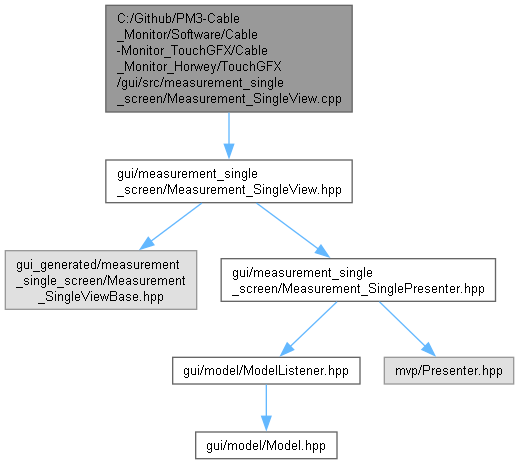 C:/Github/PM3-Cable
_Monitor/Software/Cable
-Monitor_TouchGFX/Cable
_Monitor_Horwey/TouchGFX
/gui/src/measurement_single
_screen/Measurement_SingleView.cpp
gui/measurement_single
_screen/Measurement_SingleView.hpp
gui_generated/measurement
_single_screen/Measurement
_SingleViewBase.hpp
gui/measurement_single
_screen/Measurement_SinglePresenter.hpp
gui/model/ModelListener.hpp
mvp/Presenter.hpp
gui/model/Model.hpp